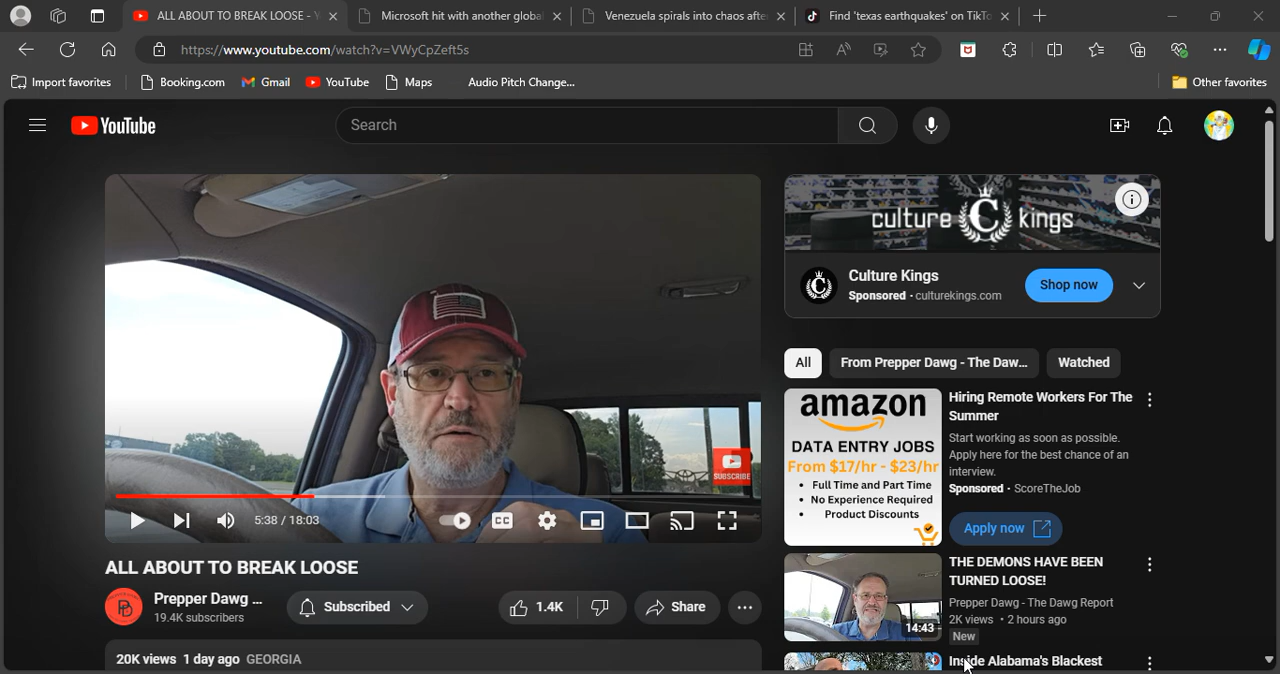 ALL ABOUT TO BREAK LOOSE - Y
Microsoft hit with another globa
Venezuela spirals into chaos afte
Find 'texas earthquakes' on TikTo
https://www.youtube.com/watch?v=VWyCpZeft5s
Import favorites
Booking.com
Gmail
YouTube
Maps
Audio Pitch Change...
Other favorites
YouTube
Search
culture C kings
Culture Kings
Sponsored · culturekings.com
Shop now
All
From Prepper Dawg - The Daw...
Watched
amazon
DATA ENTRY JOBS
From $17/hr - $23/hr
• Full Time and Part Time
• No Experience Required
• Product Discounts
Hiring Remote Workers For The
Summer
Start working as soon as possible.
Apply here for the best chance of an
interview.
Sponsored · ScoreTheJob
Apply now
SUBSCRIBE
5:38 / 18:03
CC
ALL ABOUT TO BREAK LOOSE
Prepper Dawg ...
19.4K subscribers
Subscribed
1.4K
Share
20K views 1 day ago GEORGIA
14:43
THE DEMONS HAVE BEEN
TURNED LOOSE!
Prepper Dawg - The Dawg Report
2K views • 2 hours ago
New
Inside Alabama's Blackest